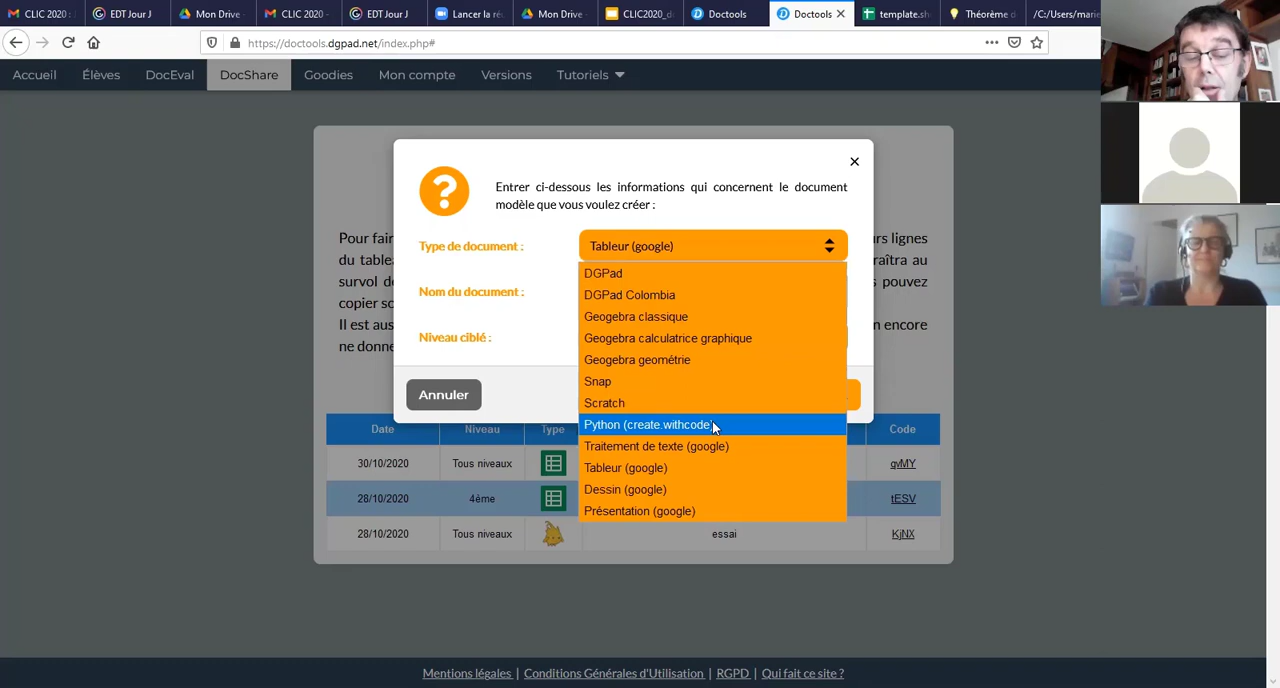 CLIC 2020 :
EDT Jour J
Mon Drive
CLIC 2020 -
EDT Jour J
Lancer la ré
Mon Drive
CLIC2020_d
Doctools
Doctools
template.sh
Théorème d
/C:/Users/marie
https://doctools.dgpad.net/index.php#
Accueil
Élèves
DocEval
DocShare
Goodies
Mon compte
Versions
Tutoriels
Entrer ci-dessous les informations qui concernent le document
modèle que vous voulez créer :
Type de document :
Tableur (google)
DGPad
DGPad Colombia
Geogebra classique
Geogebra calculatrice graphique
Geogebra geométrie
Snap
Scratch
Python (create.withcode)
Traitement de texte (google)
Tableur (google)
Dessin (google)
Présentation (google)
Nom du document :
Niveau ciblé :
Annuler
Pour fai
rs lignes
du table
raîtra au
survol d
s pouvez
copier so
Il est aus
n encore
ne donne
Date
Niveau
Type
Code
30/10/2020
Tous niveaux
qyMY
28/10/2020
4ème
tESV
28/10/2020
Tous niveaux
essai
KjNX
Mentions légales | Conditions Générales d'Utilisation | RGPD | Qui fait ce site ?